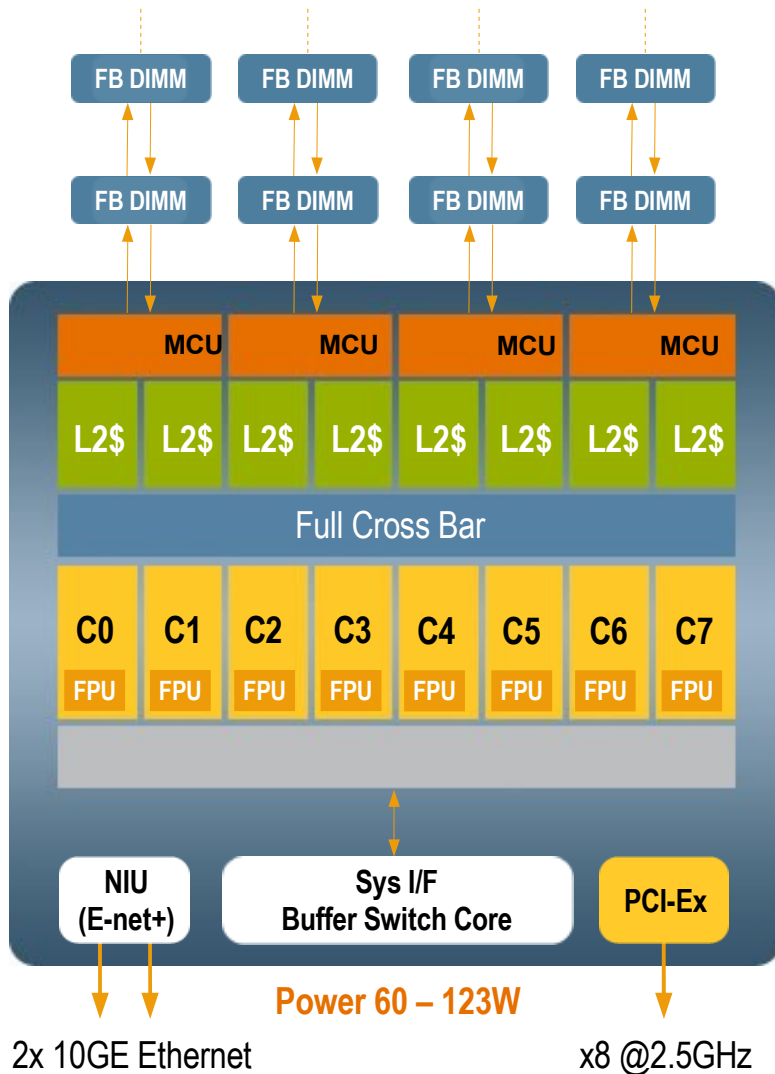 FB DIMM FB DIMM FB DIMM FB DIMM
FB DIMM FB DIMM FB DIMM FB DIMM
MCU MCU MCU MCU
L2$ L2$ L2$ L2$ L2$ L2$ L2$ L2$
Full Cross Bar
C0 C1 C2 C3 C4 C5 C6 C7
FPU FPU FPU FPU FPU FPU FPU FPU
NIU
(E-net+)
Sys I/F
Buffer Switch Core
PCI-Ex
Power 60 – 123W
2x 10GE Ethernet
x8 @2.5GHz